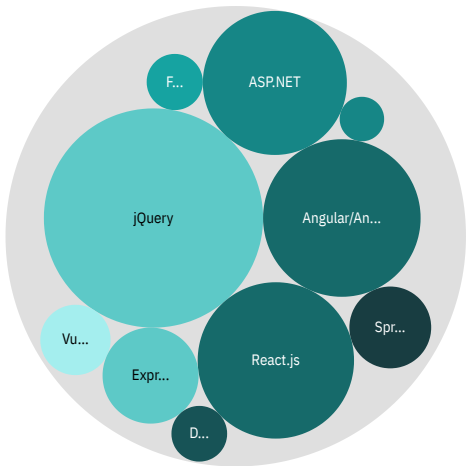 F...
ASP.NET
jQuery
Angular/An...
Vu...
Spr...
Expr...
React.js
D...